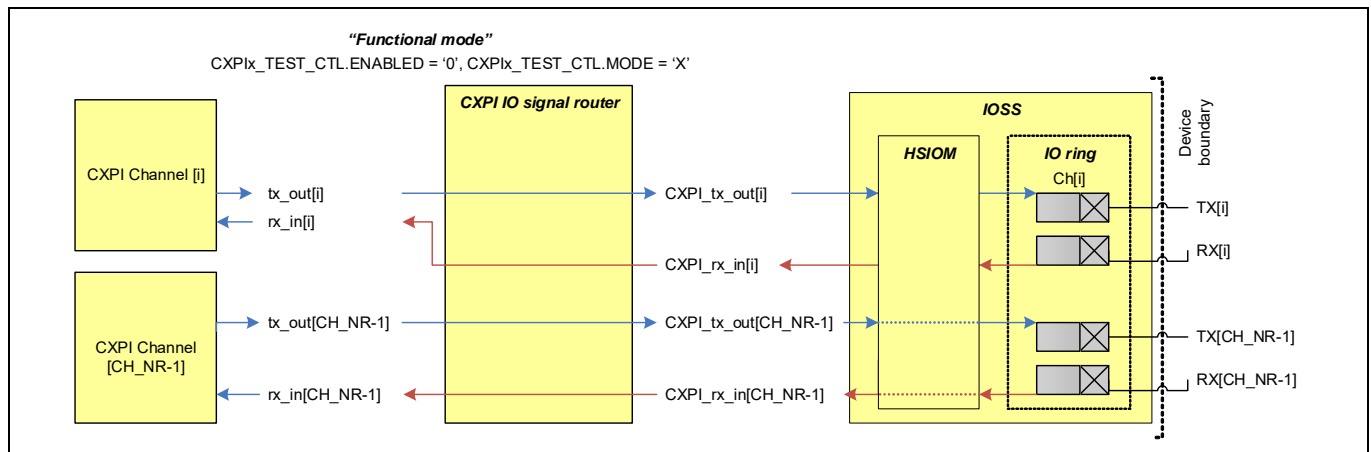 “Functional mode”
CXPIx_TEST_CTL.ENABLED = ‘0’, CXPIx_TEST_CTL.MODE = ‘X’
CXPI IO signal router
IOSS
HSIOM
IO ring
Ch[i]
Device
boundary
CXPI Channel [i]
tx_out[i]
CXPI_tx_out[i]
TX[i]
rx_in[i]
CXPI_rx_in[i]
RX[i]
CXPI Channel
[CH_NR-1]
tx_out[CH_NR-1]
CXPI_tx_out[CH_NR-1]
TX[CH_NR-1]
rx_in[CH_NR-1]
CXPI_rx_in[CH_NR-1]
RX[CH_NR-1]